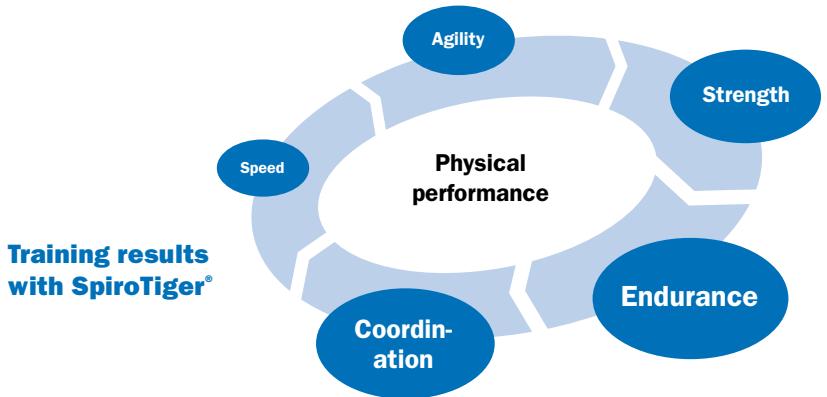 Agility
Strength
Physical
performance
Speed
Training results
with SpiroTiger®
Endurance
Coordin-
ation